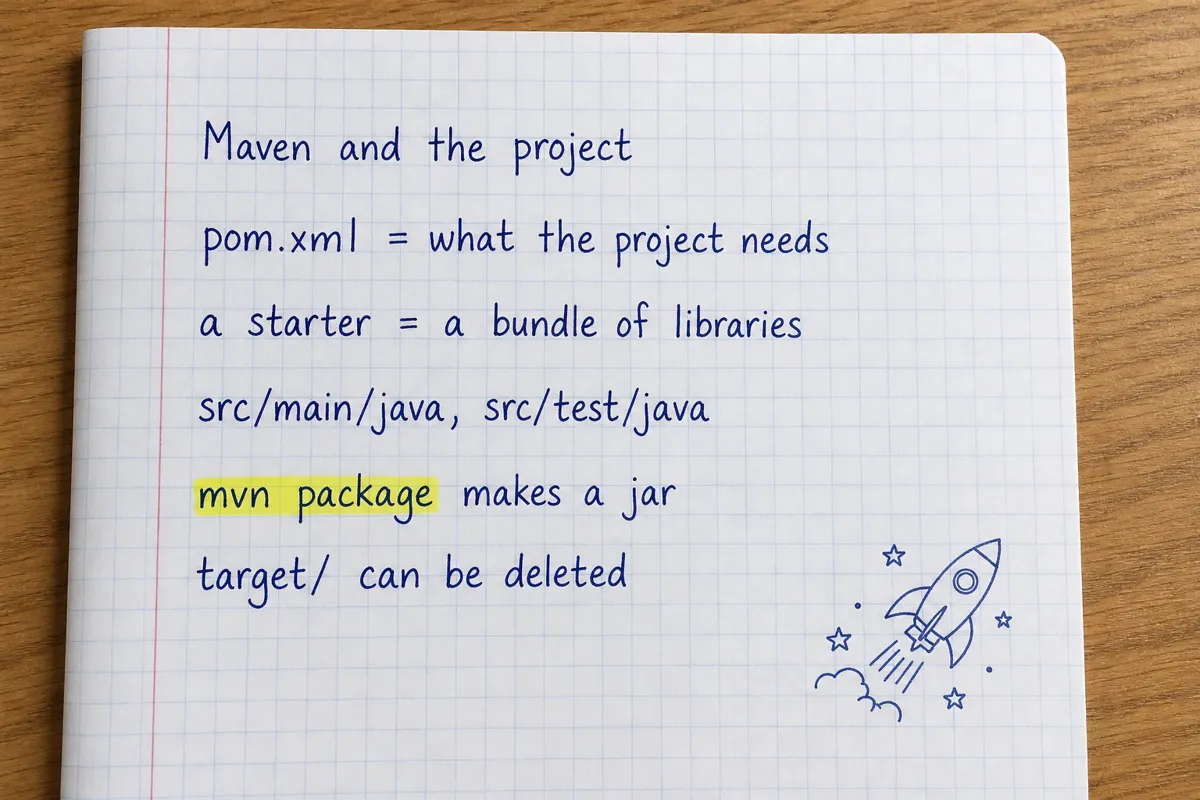 Maven and the project
pom.xml = what the project needs
a starter = a bundle of libraries
src/main/java, src/test/java
mvn package makes a jar
target/ can be deleted